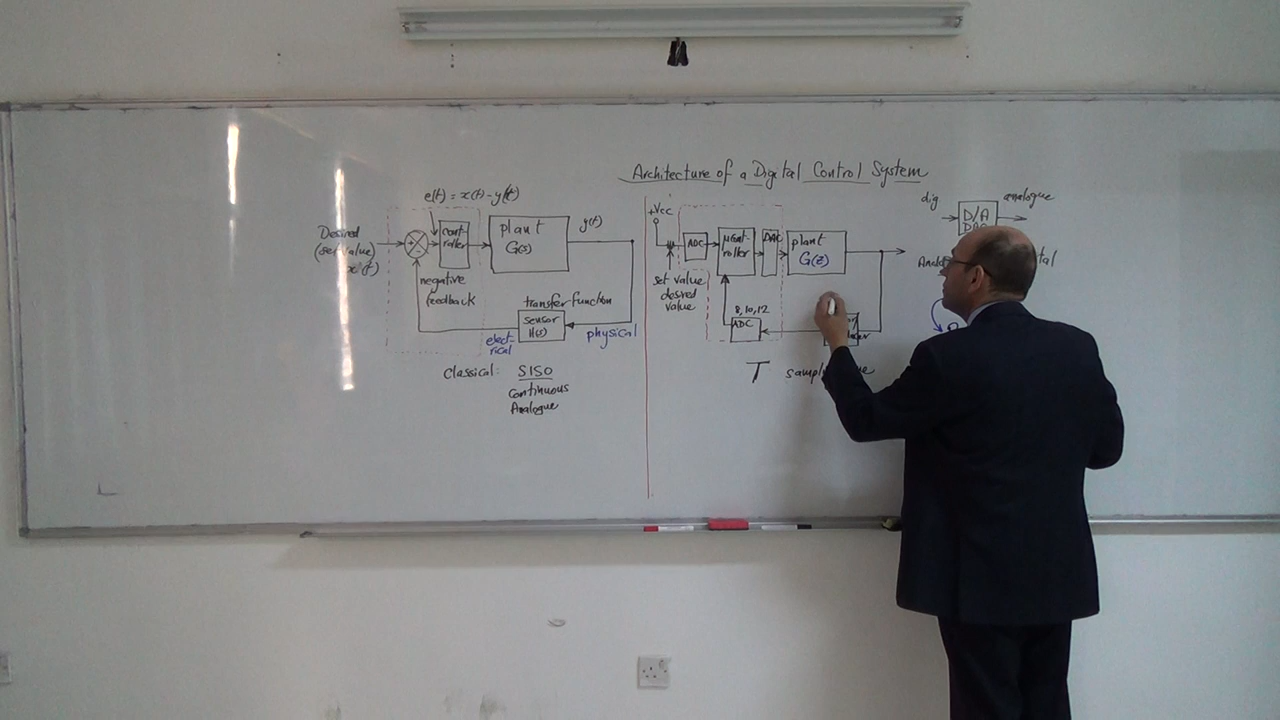 Architecture of a Digital Control System
e(t) = x(t) - y(t)
Desired
(set value)
x(t)
+
-
cont
roller
plant
G(s)
y(t)
negative
feedback
transfer function
sensor
H(s)
elect-
rical
physical
Classical: SISO
Continuous
Analogue
+Vcc
ADC
μcont-
roller
DAC
plant
G(z)
set value
desired
value
8, 10, 12
ADC
T
dig
D/A
DAC
analogue